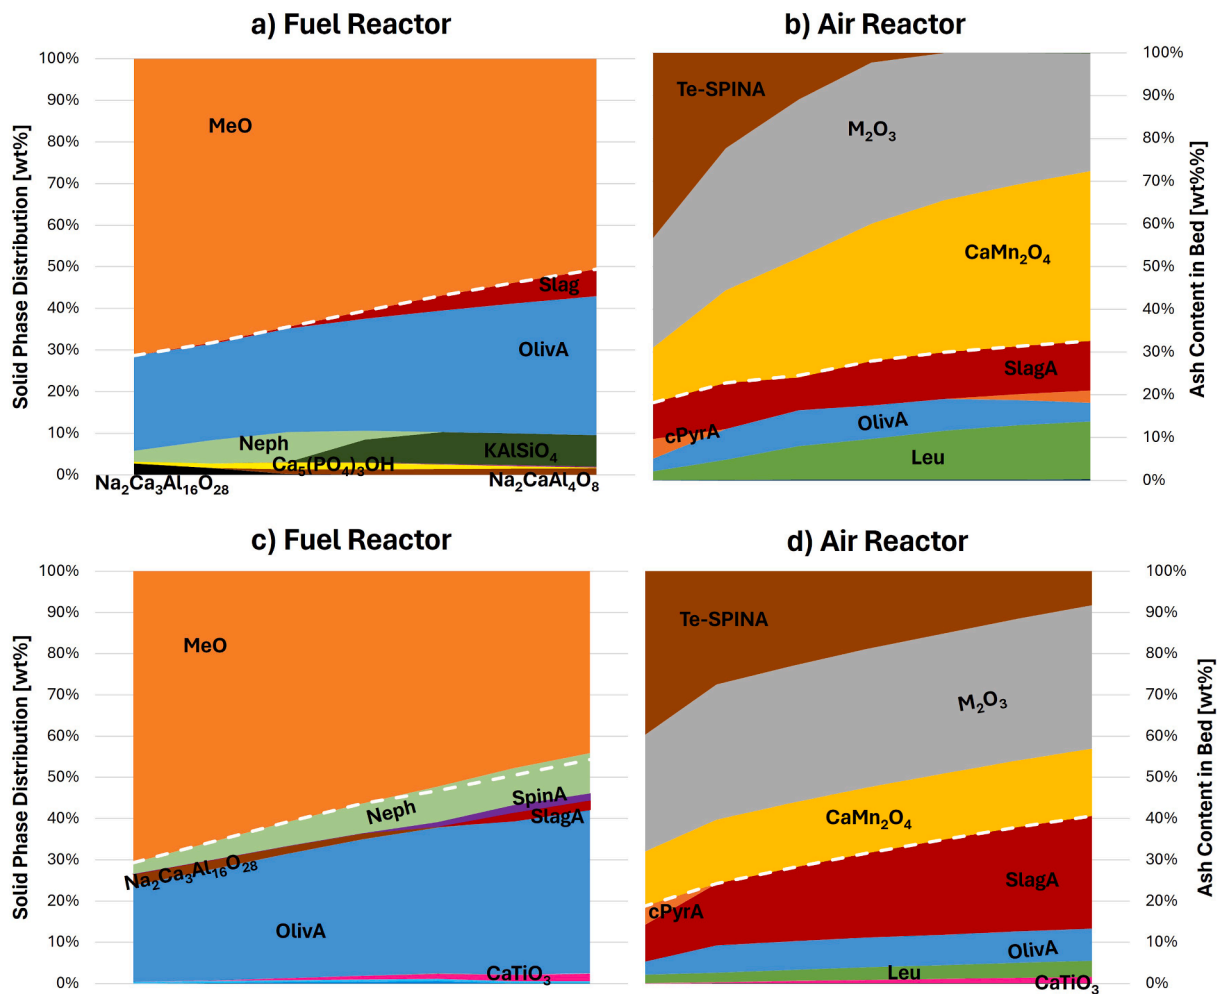 a) Fuel Reactor
b) Air Reactor
Solid Phase Distribution [wt%]
100%
90%
80%
70%
60%
50%
40%
30%
20%
10%
0%
MeO
Slag
OlivA
Neph
KAlSiO₄
Ca₅(PO₄)₃OH
Na₂Ca₃Al₁₆O₂₈
Na₂CaAl₄O₈
Te-SPINA
M₂O₃
CaMn₂O₄
SlagA
cPyrA
OlivA
Leu
100%
90%
80%
70%
60%
50%
40%
30%
20%
10%
0%
Ash Content in Bed [wt%%]
c) Fuel Reactor
d) Air Reactor
Solid Phase Distribution [wt%]
100%
90%
80%
70%
60%
50%
40%
30%
20%
10%
0%
MeO
Neph
SpinA
SlagA
Na₂Ca₃Al₁₆O₂₈
OlivA
CaTiO₃
Te-SPINA
M₂O₃
CaMn₂O₄
SlagA
cPyrA
OlivA
Leu
CaTiO₃
100%
90%
80%
70%
60%
50%
40%
30%
20%
10%
0%
Ash Content in Bed [wt%]